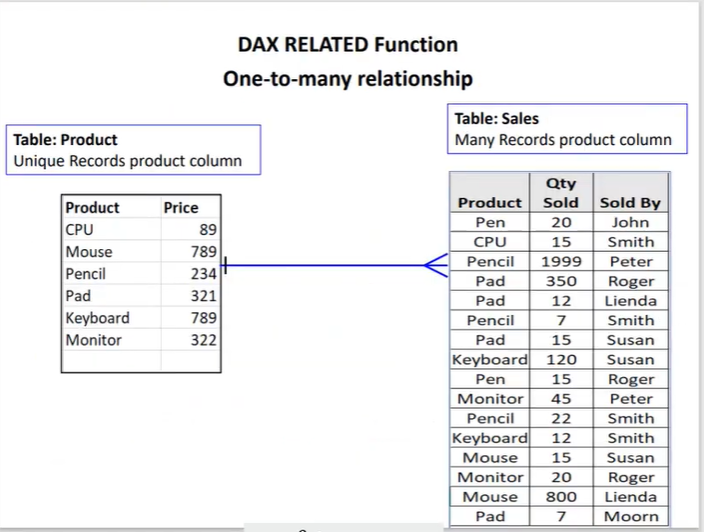 DAX RELATED Function
One-to-many relationship
Table: Product
Unique Records product column
Product Price
CPU 89
Mouse 789
Pencil 234
Pad 321
Keyboard 789
Monitor 322
Table: Sales
Many Records product column
Product Qty Sold Sold By
Pen 20 John
CPU 15 Smith
Pencil 1999 Peter
Pad 350 Roger
Pad 12 Lienda
Pencil 7 Smith
Pad 15 Susan
Keyboard 120 Susan
Pen 15 Roger
Monitor 45 Peter
Pencil 22 Smith
Keyboard 12 Smith
Mouse 15 Susan
Monitor 20 Roger
Mouse 800 Lienda
Pad 7 Moorn